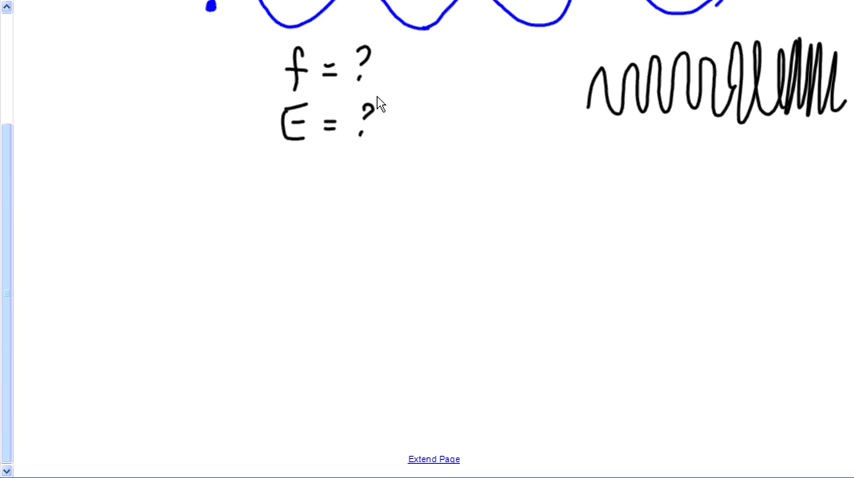 f = ?
E = ?
Extend Page